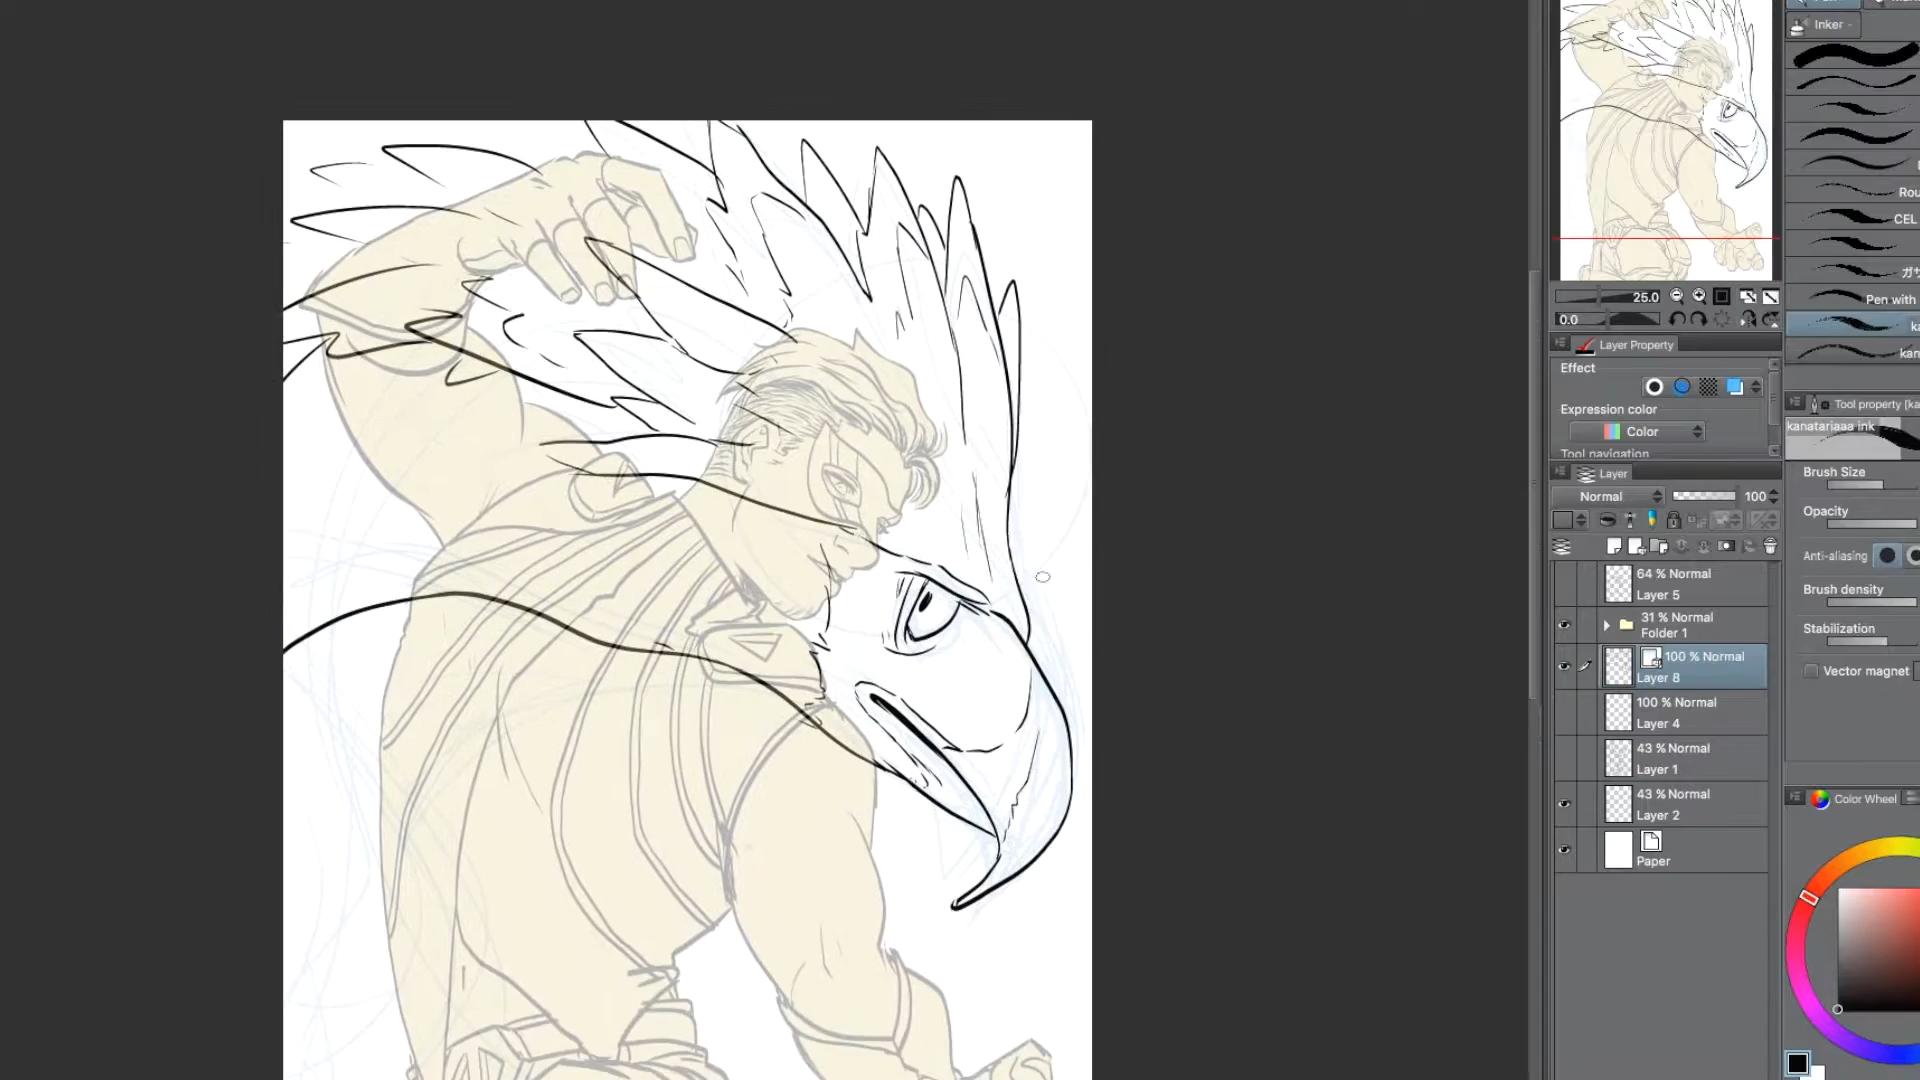 Inker
Rou
CEL
ガサ
25.0
Pen with
0.0
ka
Layer Property
kan
Effect
Tool property [ka
Expression color
kanatariaaa ink
Color
Tool navigation
Layer
Brush Size
Normal
100
Opacity
Anti-aliasing
64 % Normal
Layer 5
Brush density
31 % Normal
Folder 1
Stabilization
100 % Normal
Layer 8
Vector magnet
100 % Normal
Layer 4
43 % Normal
Layer 1
43 % Normal
Layer 2
Color Wheel
Paper